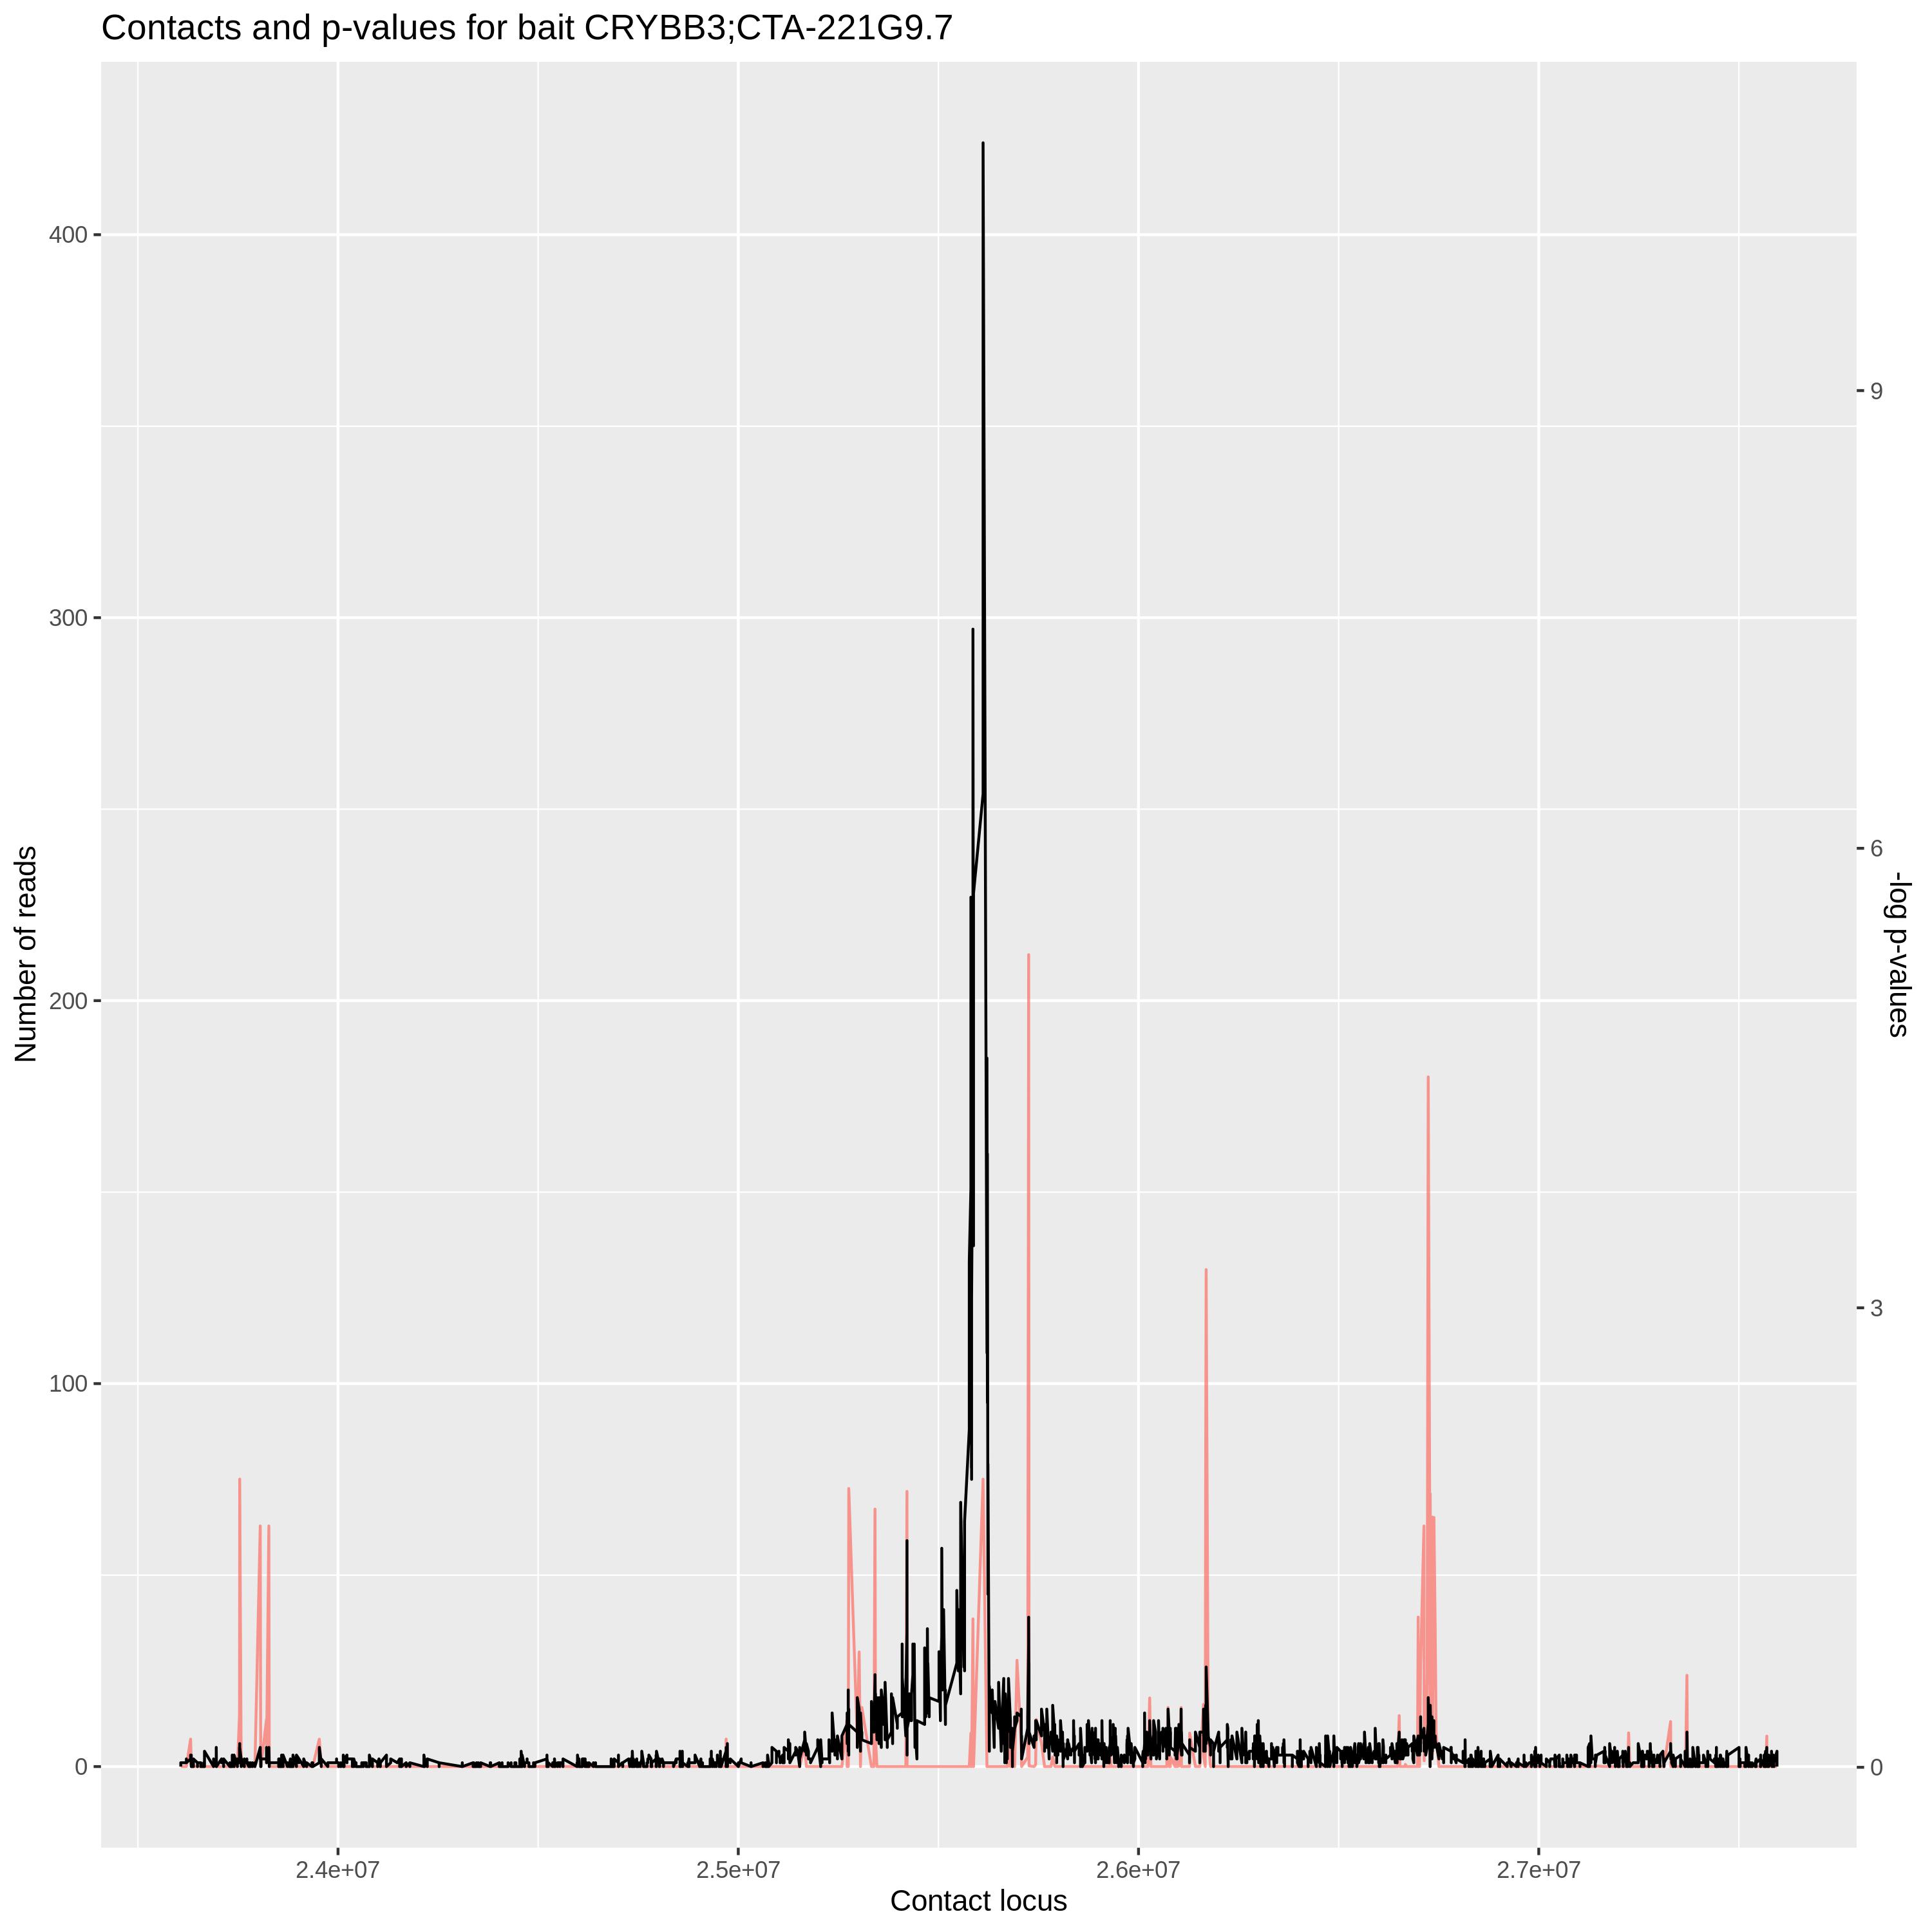 Contacts and p-values for bait CRYBB3;CTA-221G9.7
Number of reads
400
300
200
100
0
9
6
3
0
-log p-values
2.4e+07
2.5e+07
2.6e+07
2.7e+07
Contact locus